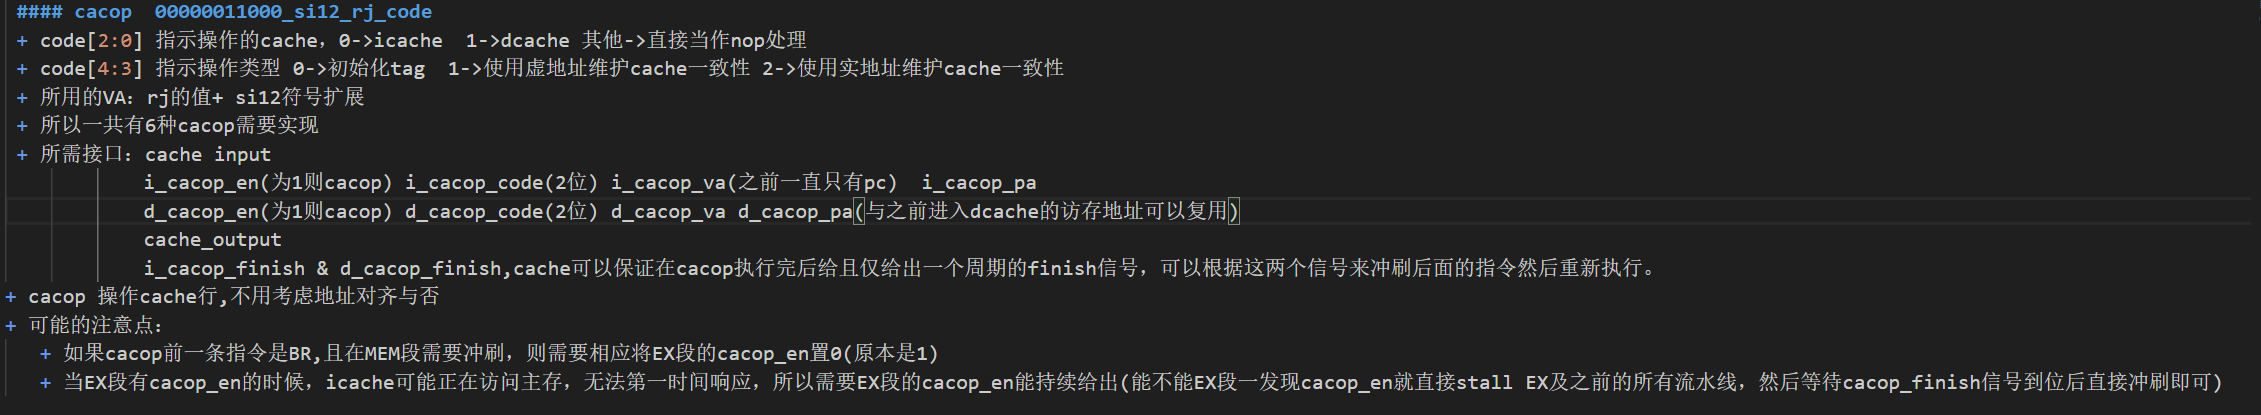 #### cacop  00000011000_si12_rj_code
+ code[2:0] 指示操作的cache，0->icache  1->dcache 其他->直接当作nop处理
+ code[4:3] 指示操作类型 0->初始化tag  1->使用虚地址维护cache一致性 2->使用实地址维护cache一致性
+ 所用的VA：rj的值+ si12符号扩展
+ 所以一共有6种cacop需要实现
+ 所需接口：cache input
i_cacop_en(为1则cacop) i_cacop_code(2位) i_cacop_va(之前一直只有pc)  i_cacop_pa
d_cacop_en(为1则cacop) d_cacop_code(2位) d_cacop_va d_cacop_pa(与之前进入dcache的访存地址可以复用)
cache_output
i_cacop_finish & d_cacop_finish,cache可以保证在cacop执行完后给且仅给出一个周期的finish信号，可以根据这两个信号来冲刷后面的指令然后重新执行。
+ cacop 操作cache行,不用考虑地址对齐与否
+ 可能的注意点：
+ 如果cacop前一条指令是BR,且在MEM段需要冲刷，则需要相应将EX段的cacop_en置0(原本是1)
+ 当EX段有cacop_en的时候，icache可能正在访问主存，无法第一时间响应，所以需要EX段的cacop_en能持续给出(能不能EX段一发现cacop_en就直接stall EX及之前的所有流水线，然后等待cacop_finish信号到位后直接冲刷即可)